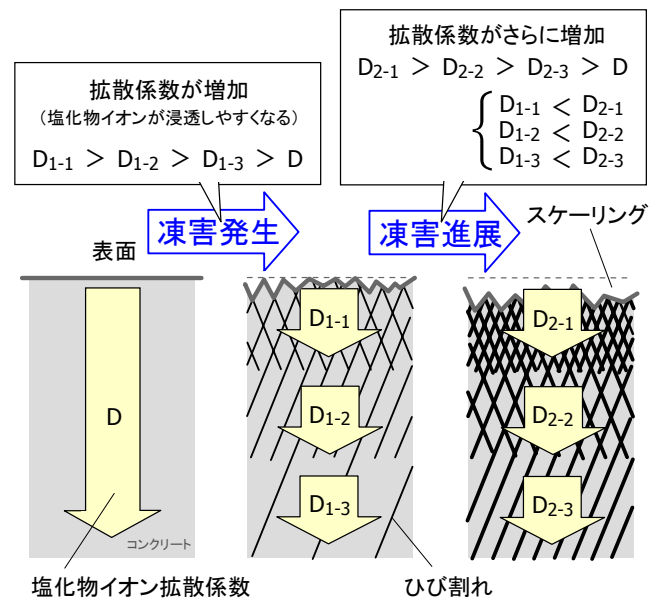 拡散係数が増加
(塩化物イオンが浸透しやすくなる)
D1-1 > D1-2 > D1-3 > D
拡散係数がさらに増加
D2-1 > D2-2 > D2-3 > D
D1-1 < D2-1
D1-2 < D2-2
D1-3 < D2-3
凍害発生
凍害進展
スケーリング
表面
D
D1-1
D1-2
D1-3
D2-1
D2-2
D2-3
コンクリート
塩化物イオン拡散係数
ひび割れ